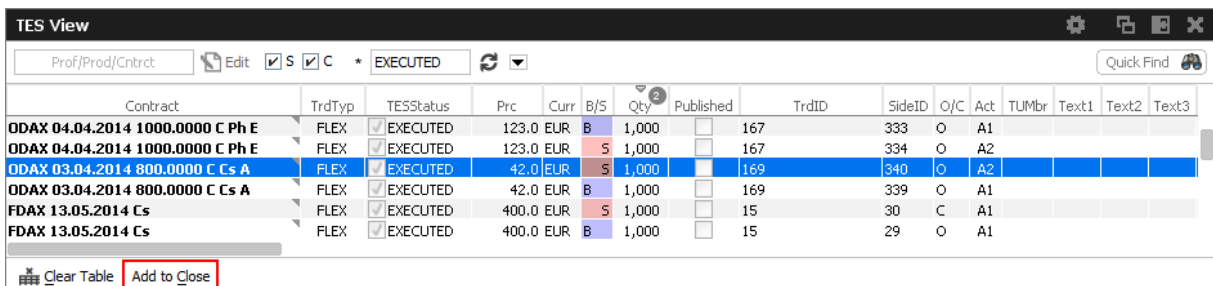 TES View
Prof/Prod/Cntrct Edit S C * EXECUTED Quick Find
Contract TrdTyp TESStatus Prc Curr B/S Qty 2 Published TrdID SideID O/C Act TUMbr Text1 Text2 Text3
ODAX 04.04.2014 1000.0000 C Ph E FLEX EXECUTED 123.0 EUR B 1,000 167 333 O A1
ODAX 04.04.2014 1000.0000 C Ph E FLEX EXECUTED 123.0 EUR S 1,000 167 334 O A2
ODAX 03.04.2014 800.0000 C Cs A FLEX EXECUTED 42.0 EUR S 1,000 169 340 O A2
ODAX 03.04.2014 800.0000 C Cs A FLEX EXECUTED 42.0 EUR B 1,000 169 339 O A1
FDAX 13.05.2014 Cs FLEX EXECUTED 400.0 EUR S 1,000 15 30 C A1
FDAX 13.05.2014 Cs FLEX EXECUTED 400.0 EUR B 1,000 15 29 O A1
Clear Table Add to Close